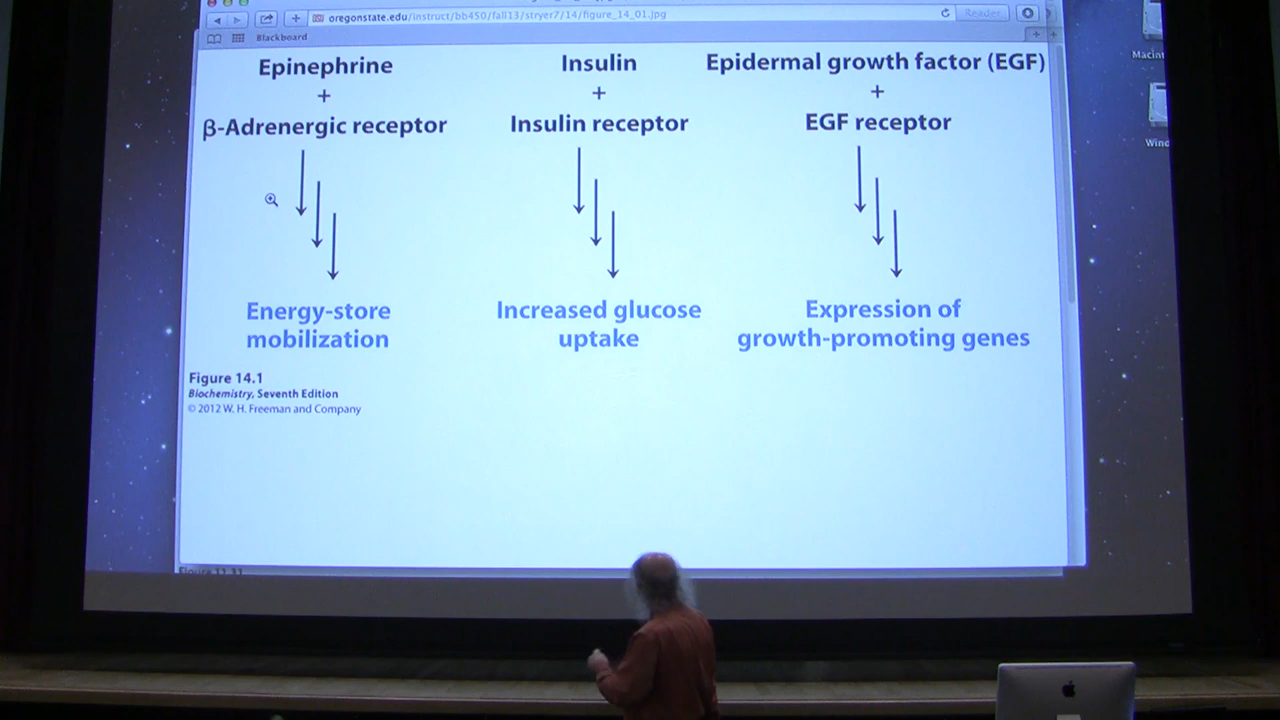 oregonstate.edu/instruct/bb450/fall13/stryer7/14/figure_14_01.jpg
Reader
Blackboard
Epinephrine
+
β-Adrenergic receptor
Energy-store
mobilization
Insulin
+
Insulin receptor
Increased glucose
uptake
Epidermal growth factor (EGF)
+
EGF receptor
Expression of
growth-promoting genes
Figure 14.1
Biochemistry, Seventh Edition
© 2012 W. H. Freeman and Company
Macint
Wind